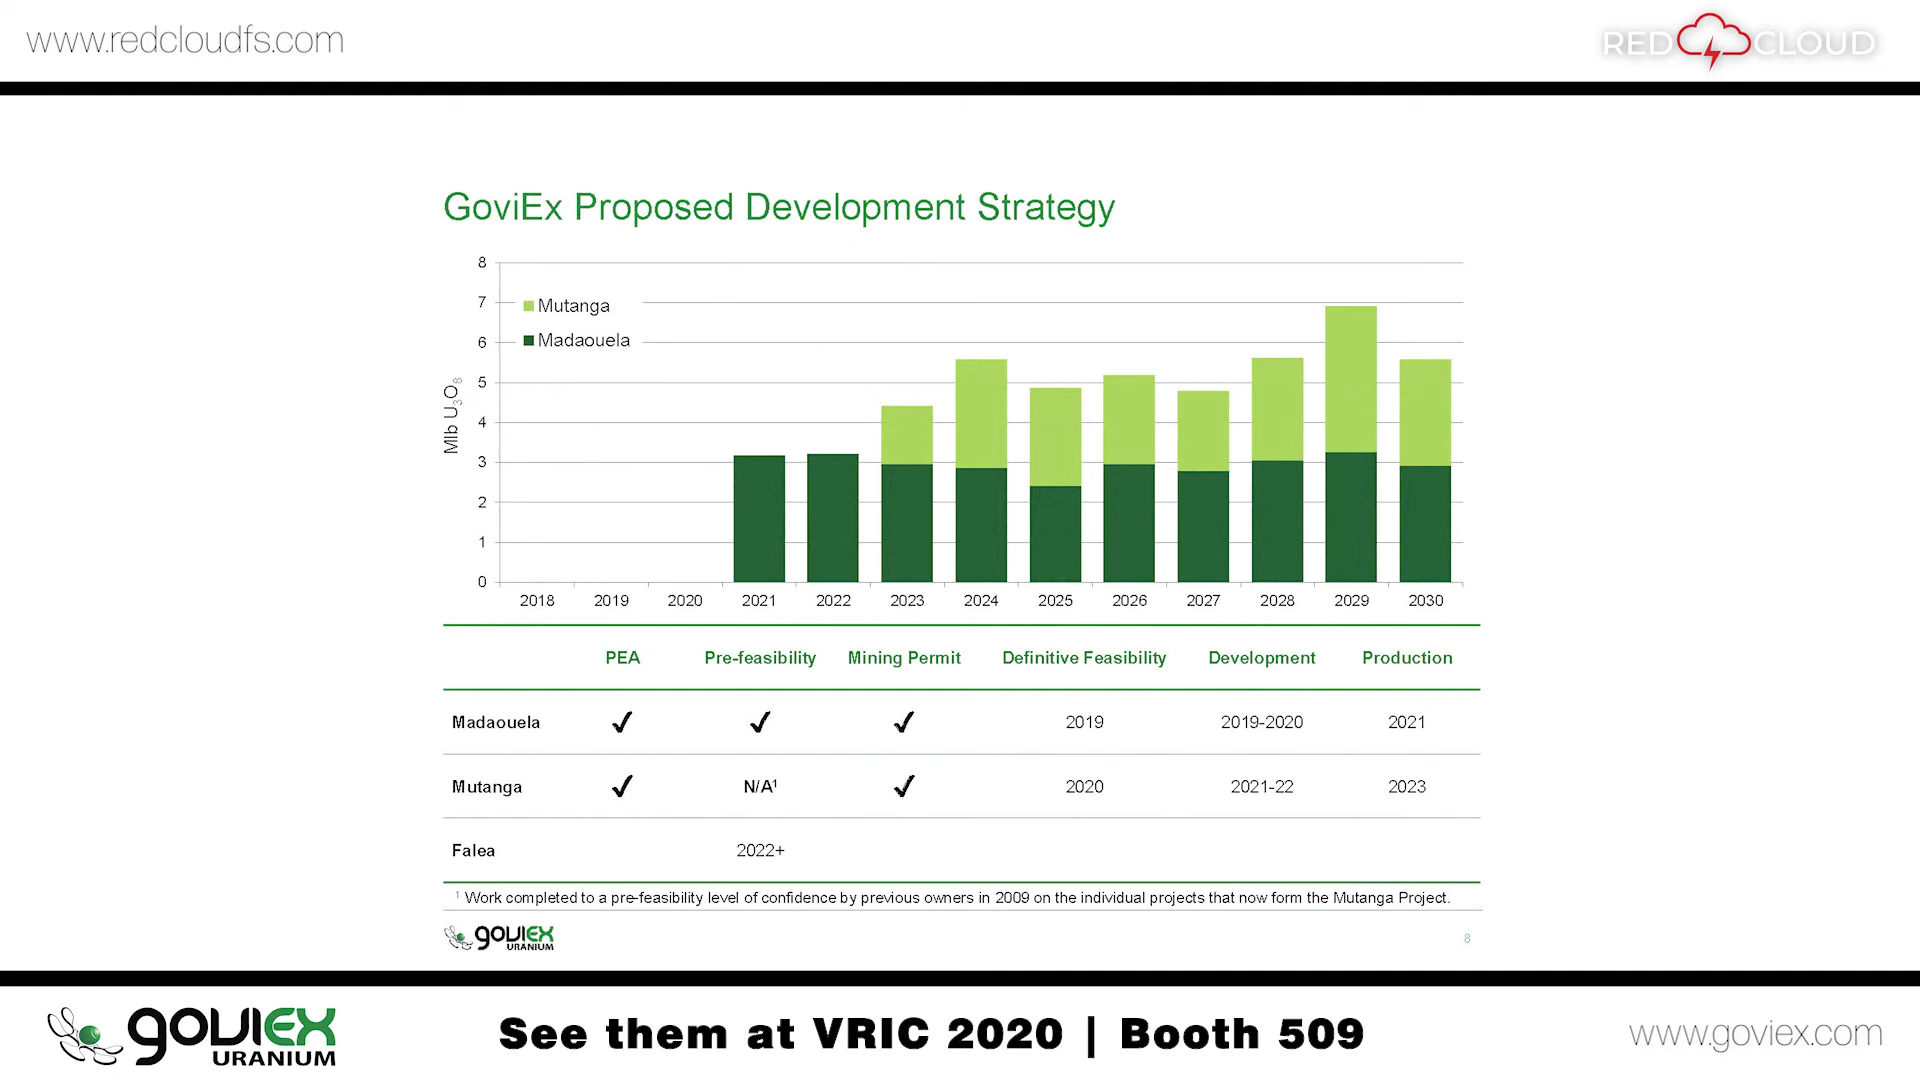 www.redcloudfs.com
RED CLOUD
GoviEx Proposed Development Strategy
8
7
6
5
4
3
2
1
0
Mlb U₃O₈
Mutanga
Madaouela
2018 2019 2020 2021 2022 2023 2024 2025 2026 2027 2028 2029 2030
PEA Pre-feasibility Mining Permit Definitive Feasibility Development Production
Madaouela ✓ ✓ ✓ 2019 2019-2020 2021
Mutanga ✓ N/A¹ ✓ 2020 2021-22 2023
Falea 2022+
¹ Work completed to a pre-feasibility level of confidence by previous owners in 2009 on the individual projects that now form the Mutanga Project.
GOVIEX
URANIUM
8
GOVIEX
URANIUM
See them at VRIC 2020 | Booth 509
www.goviex.com